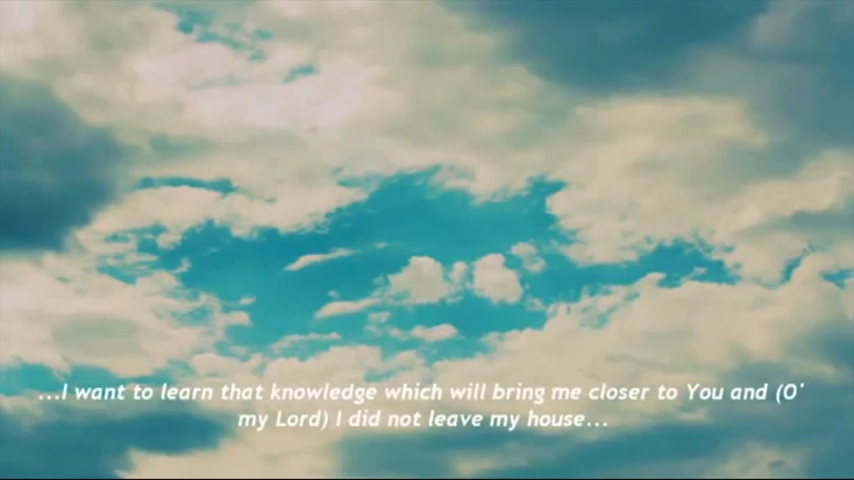 ...I want to learn that knowledge which will bring me closer to You and (O'
my Lord) I did not leave my house...